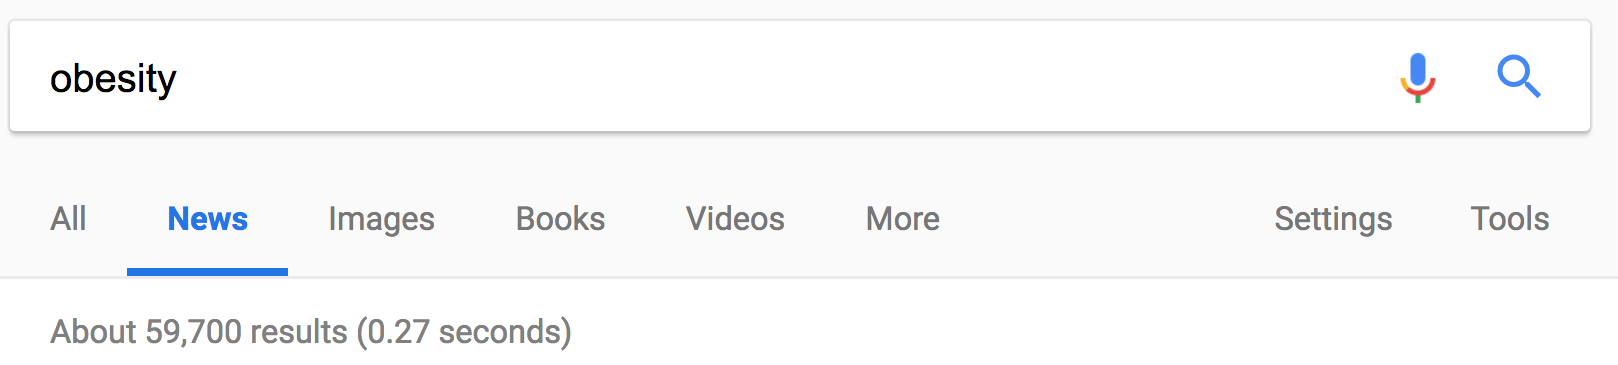 obesity
All News Images Books Videos More Settings Tools
About 59,700 results (0.27 seconds)